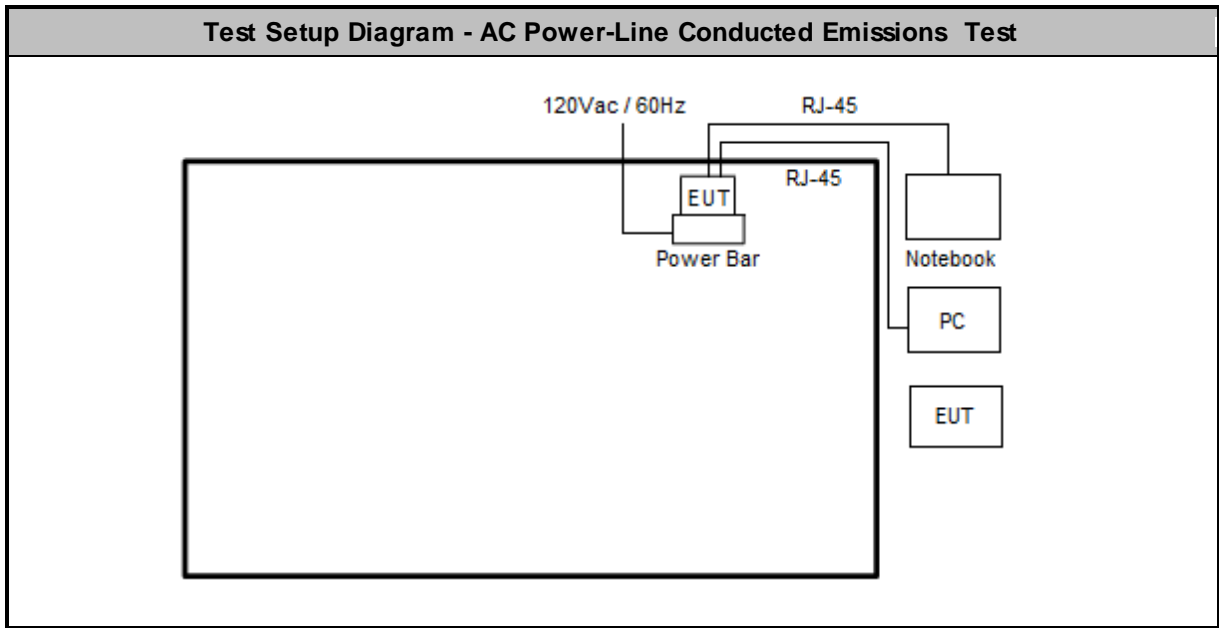 Test Setup Diagram - AC Power-Line Conducted Emissions Test
120Vac / 60Hz
RJ-45
RJ-45
EUT
Power Bar
Notebook
PC
EUT